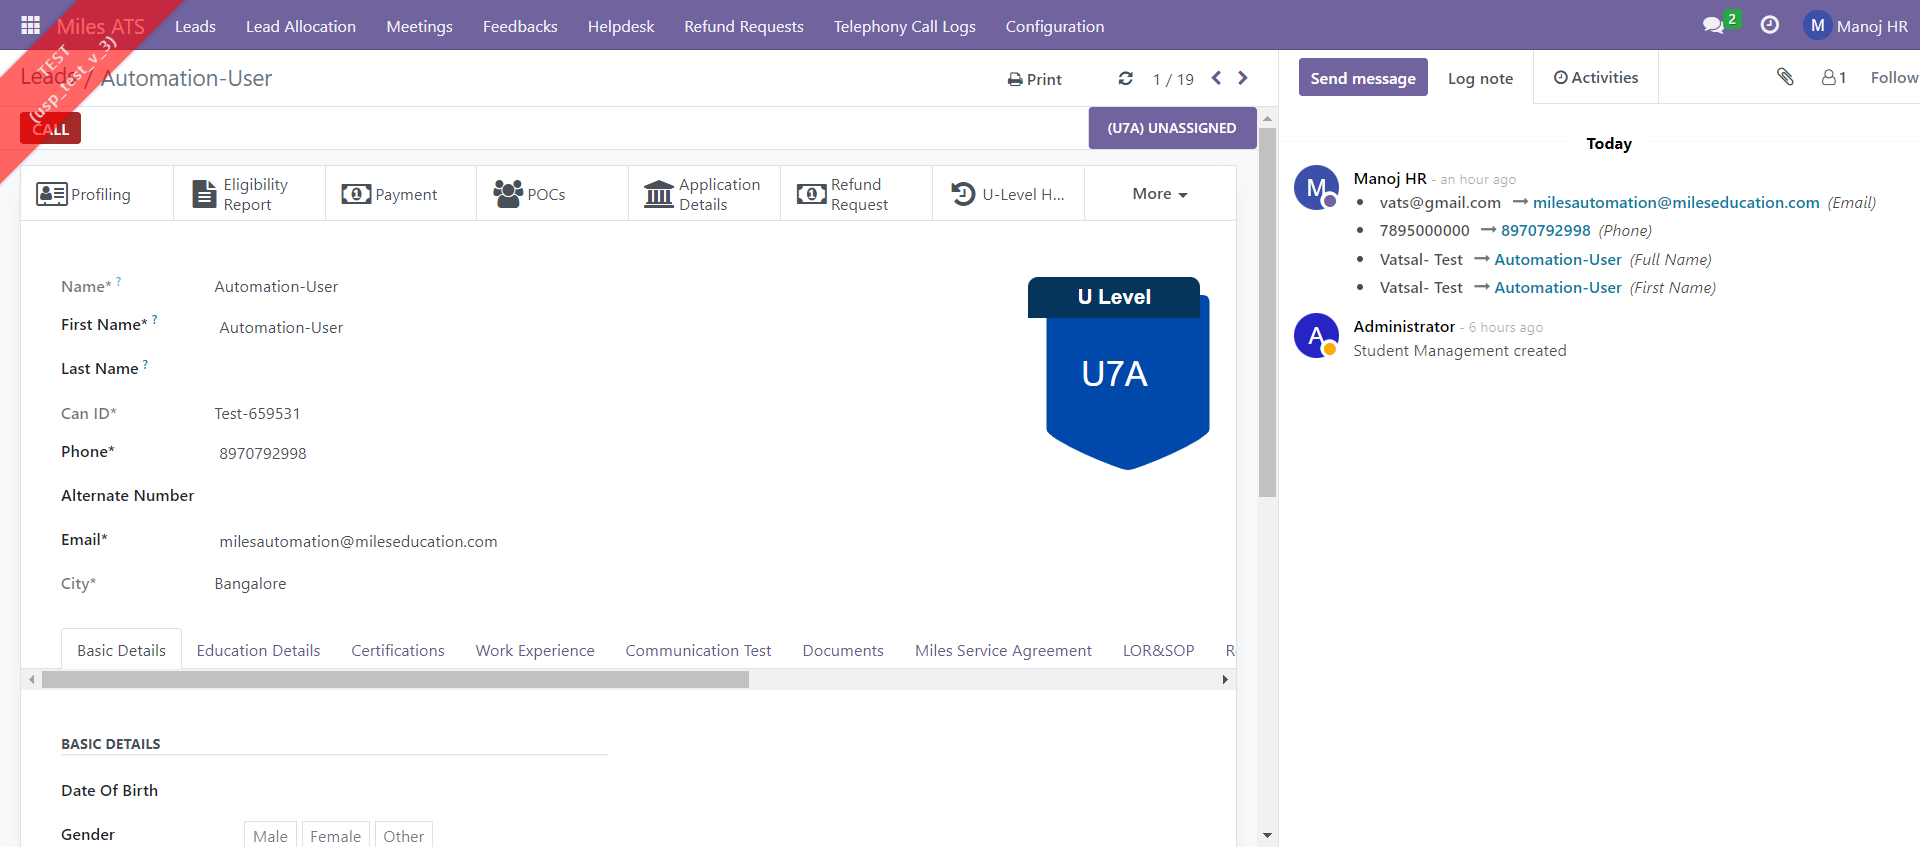 Miles ATS Leads Lead Allocation Meetings Feedbacks Helpdesk Refund Requests Telephony Call Logs Configuration 2 M Manoj HR
TEST
(usp_test_v_3)
Leads / Automation-User Print 1 / 19 Send message Log note Activities 1 Follow
CALL (U7A) UNASSIGNED
Profiling Eligibility Report Payment POCs Application Details Refund Request U-Level H... More
Name* ? Automation-User
First Name* ? Automation-User
Last Name ?
Can ID* Test-659531
Phone* 8970792998
Alternate Number
Email* milesautomation@mileseducation.com
City* Bangalore
U Level
U7A
Basic Details Education Details Certifications Work Experience Communication Test Documents Miles Service Agreement LOR&SOP
BASIC DETAILS
Date Of Birth
Gender Male Female Other
Today
M Manoj HR - an hour ago
• vats@gmail.com → milesautomation@mileseducation.com (Email)
• 7895000000 → 8970792998 (Phone)
• Vatsal- Test → Automation-User (Full Name)
• Vatsal- Test → Automation-User (First Name)
A Administrator - 6 hours ago
Student Management created